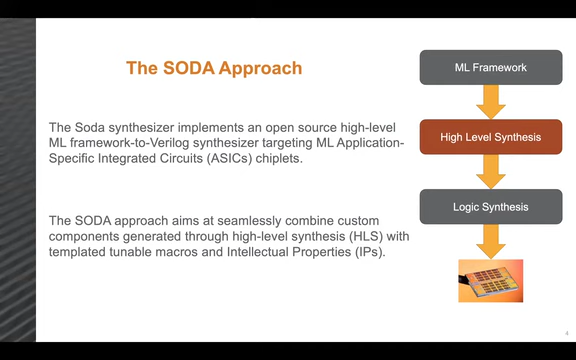 The SODA Approach
The Soda synthesizer implements an open source high-level
ML framework-to-Verilog synthesizer targeting ML Application-
Specific Integrated Circuits (ASICs) chiplets.
The SODA approach aims at seamlessly combine custom
components generated through high-level synthesis (HLS) with
templated tunable macros and Intellectual Properties (IPs).
ML Framework
High Level Synthesis
Logic Synthesis
4